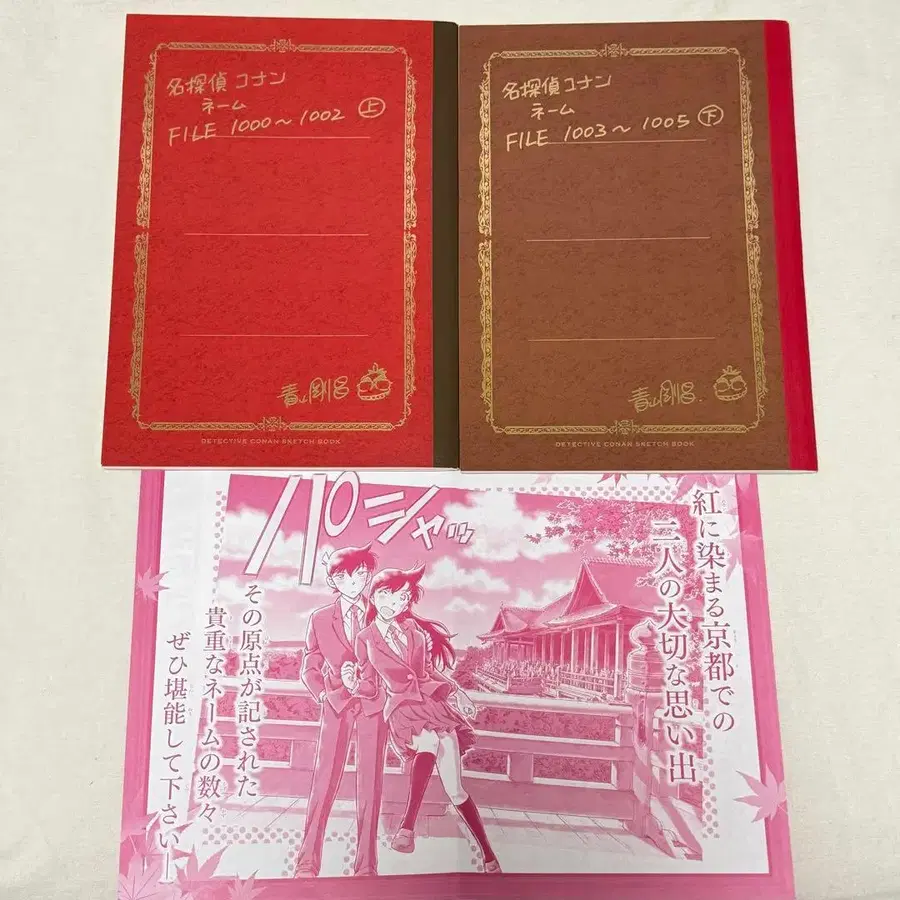 名探偵コナン
ネーム
FILE 1000~1002 上
青山剛昌
DETECTIVE CONAN SKETCH BOOK
名探偵コナン
ネーム
FILE 1003~1005 下
青山剛昌
DETECTIVE CONAN SKETCH BOOK
パシャッ
紅に染まる京都での
二人の大切な思い出
その原点が記された
貴重なネームの数々
ぜひ堪能して下さい―